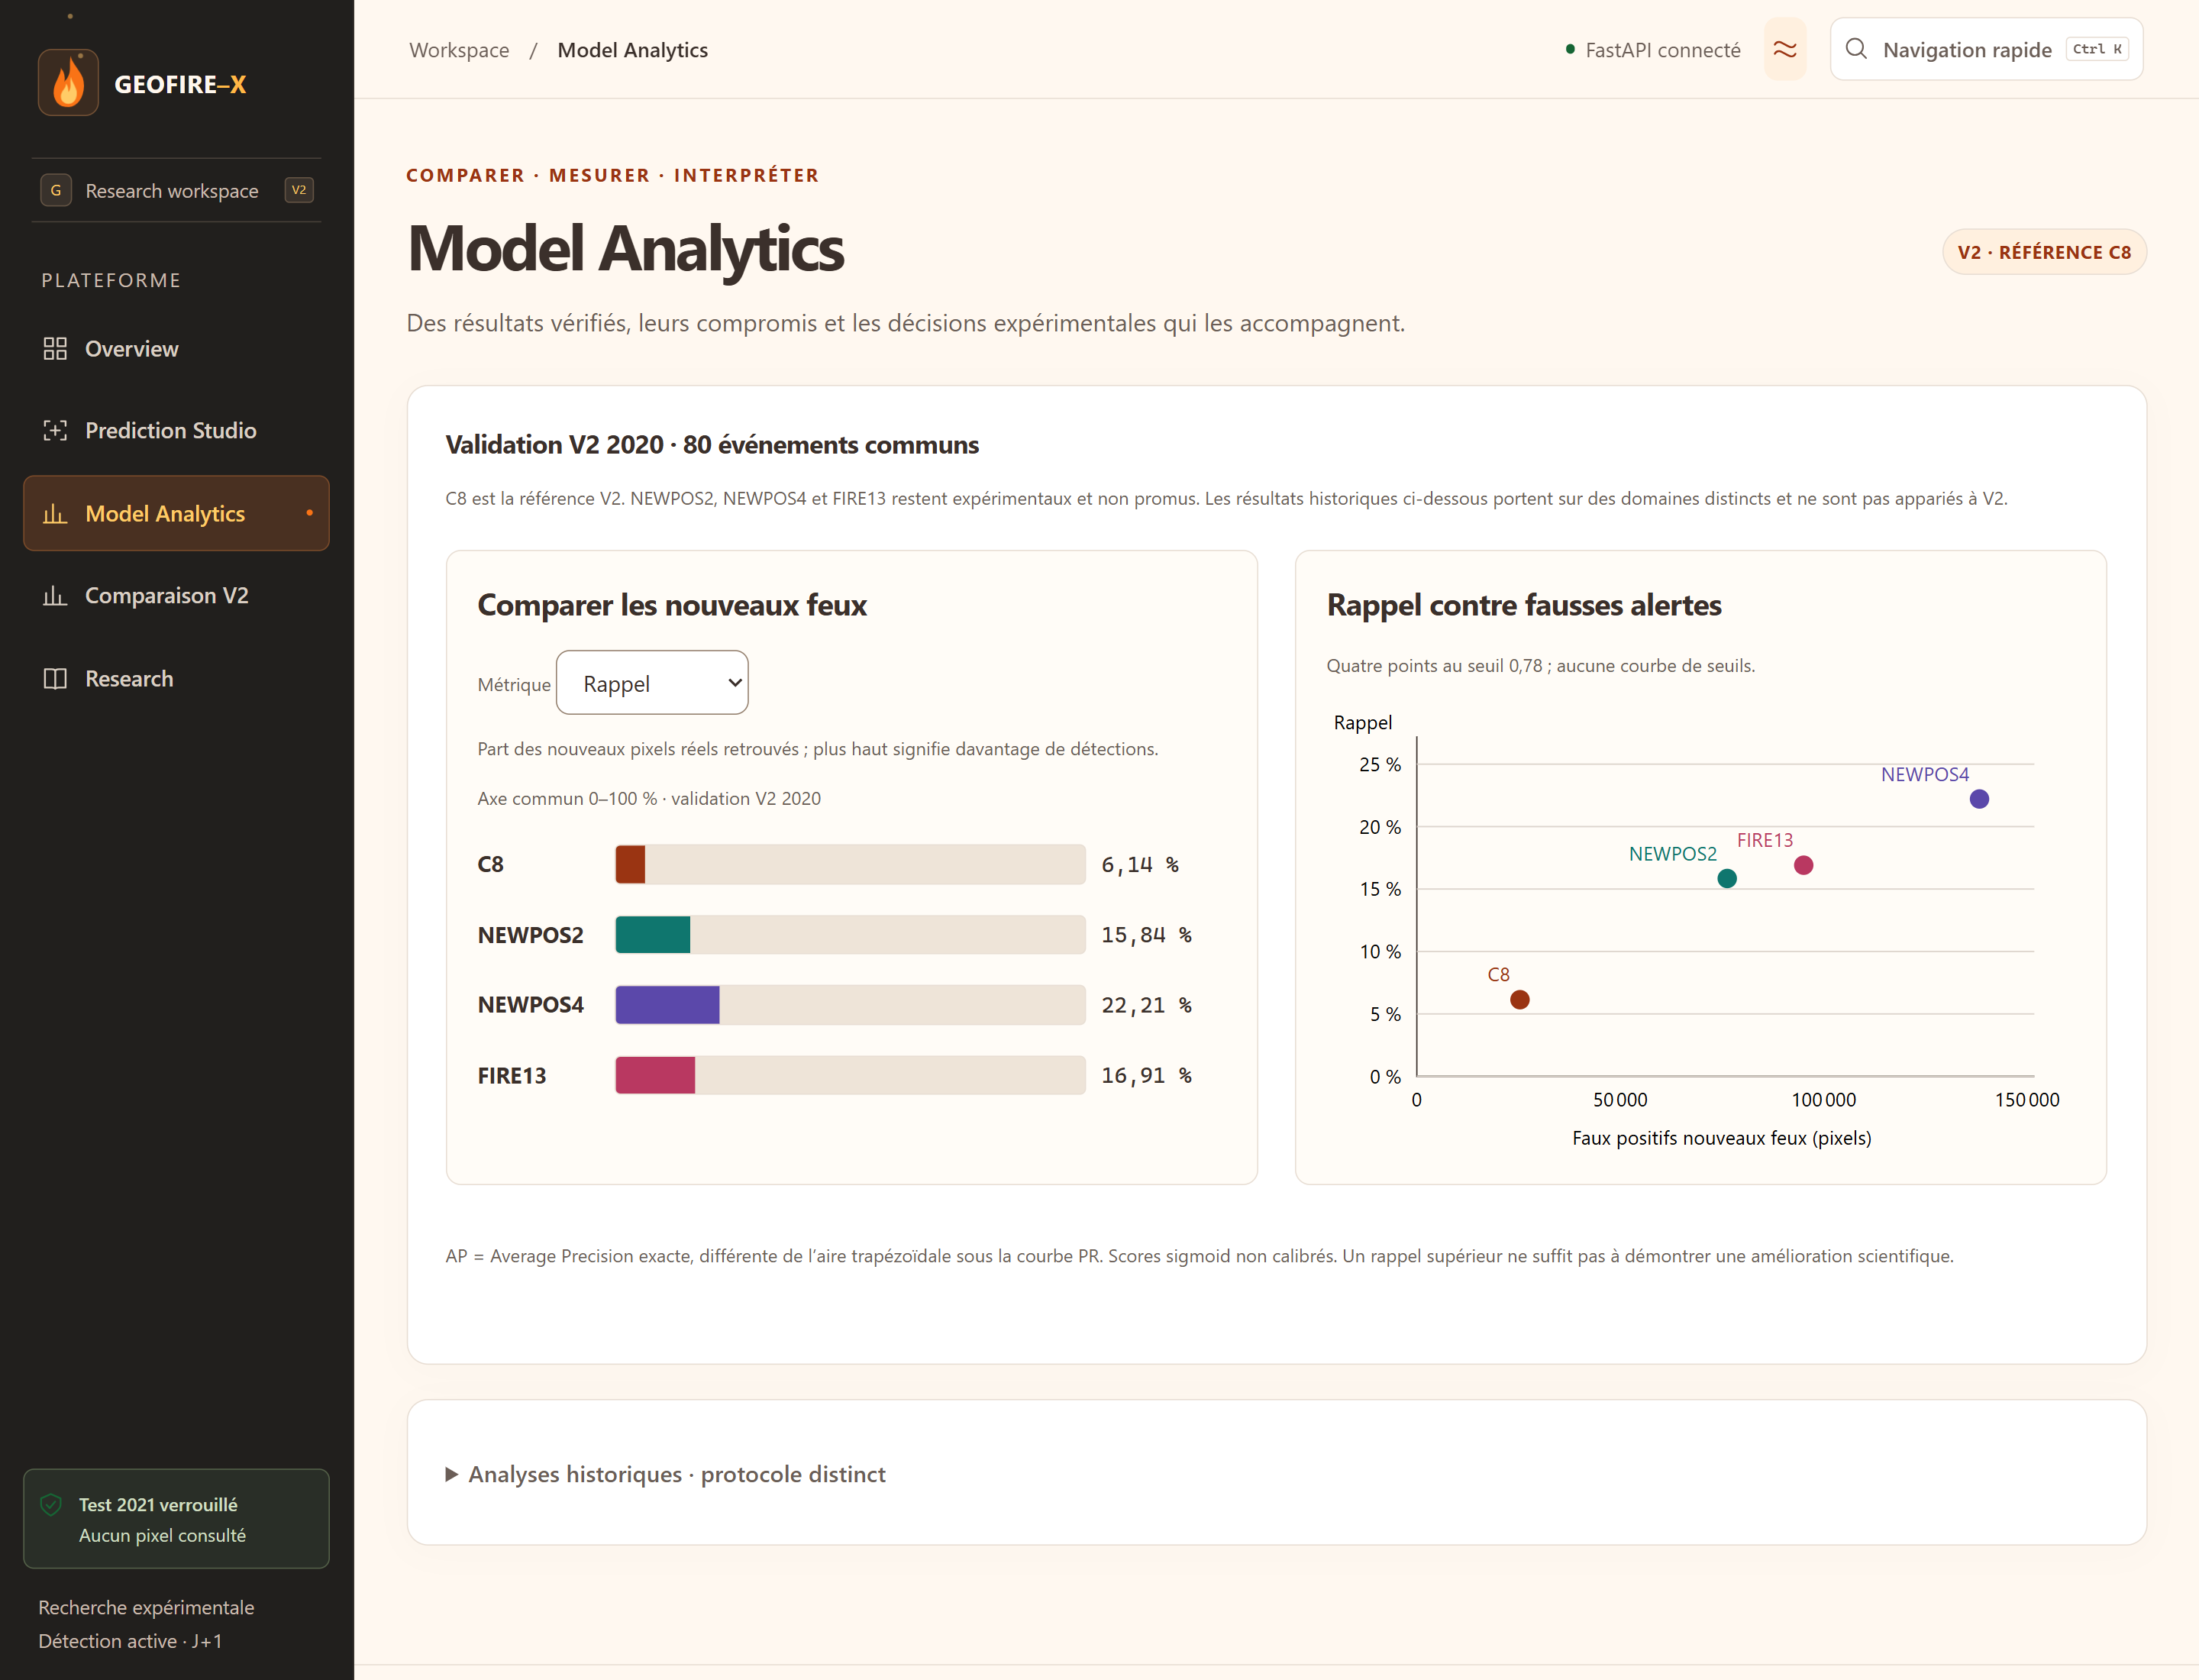 GEOFIRE–X
G Research workspace V2
PLATEFORME
Overview
Prediction Studio
Model Analytics
Comparaison V2
Research
Test 2021 verrouillé
Aucun pixel consulté
Recherche expérimentale
Détection active · J+1
Workspace / Model Analytics
FastAPI connecté
Navigation rapide Ctrl K
COMPARER · MESURER · INTERPRÉTER
Model Analytics
V2 · RÉFÉRENCE C8
Des résultats vérifiés, leurs compromis et les décisions expérimentales qui les accompagnent.
Validation V2 2020 · 80 événements communs
C8 est la référence V2. NEWPOS2, NEWPOS4 et FIRE13 restent expérimentaux et non promus. Les résultats historiques ci-dessous portent sur des domaines distincts et ne sont pas appariés à V2.
Comparer les nouveaux feux
Métrique Rappel
Part des nouveaux pixels réels retrouvés ; plus haut signifie davantage de détections.
Axe commun 0–100 % · validation V2 2020
C8 6,14 %
NEWPOS2 15,84 %
NEWPOS4 22,21 %
FIRE13 16,91 %
Rappel contre fausses alertes
Quatre points au seuil 0,78 ; aucune courbe de seuils.
Rappel
25 %
NEWPOS4
20 %
FIRE13
NEWPOS2
15 %
10 %
C8
5 %
0 %
0 50 000 100 000 150 000
Faux positifs nouveaux feux (pixels)
AP = Average Precision exacte, différente de l’aire trapézoïdale sous la courbe PR. Scores sigmoid non calibrés. Un rappel supérieur ne suffit pas à démontrer une amélioration scientifique.
Analyses historiques · protocole distinct